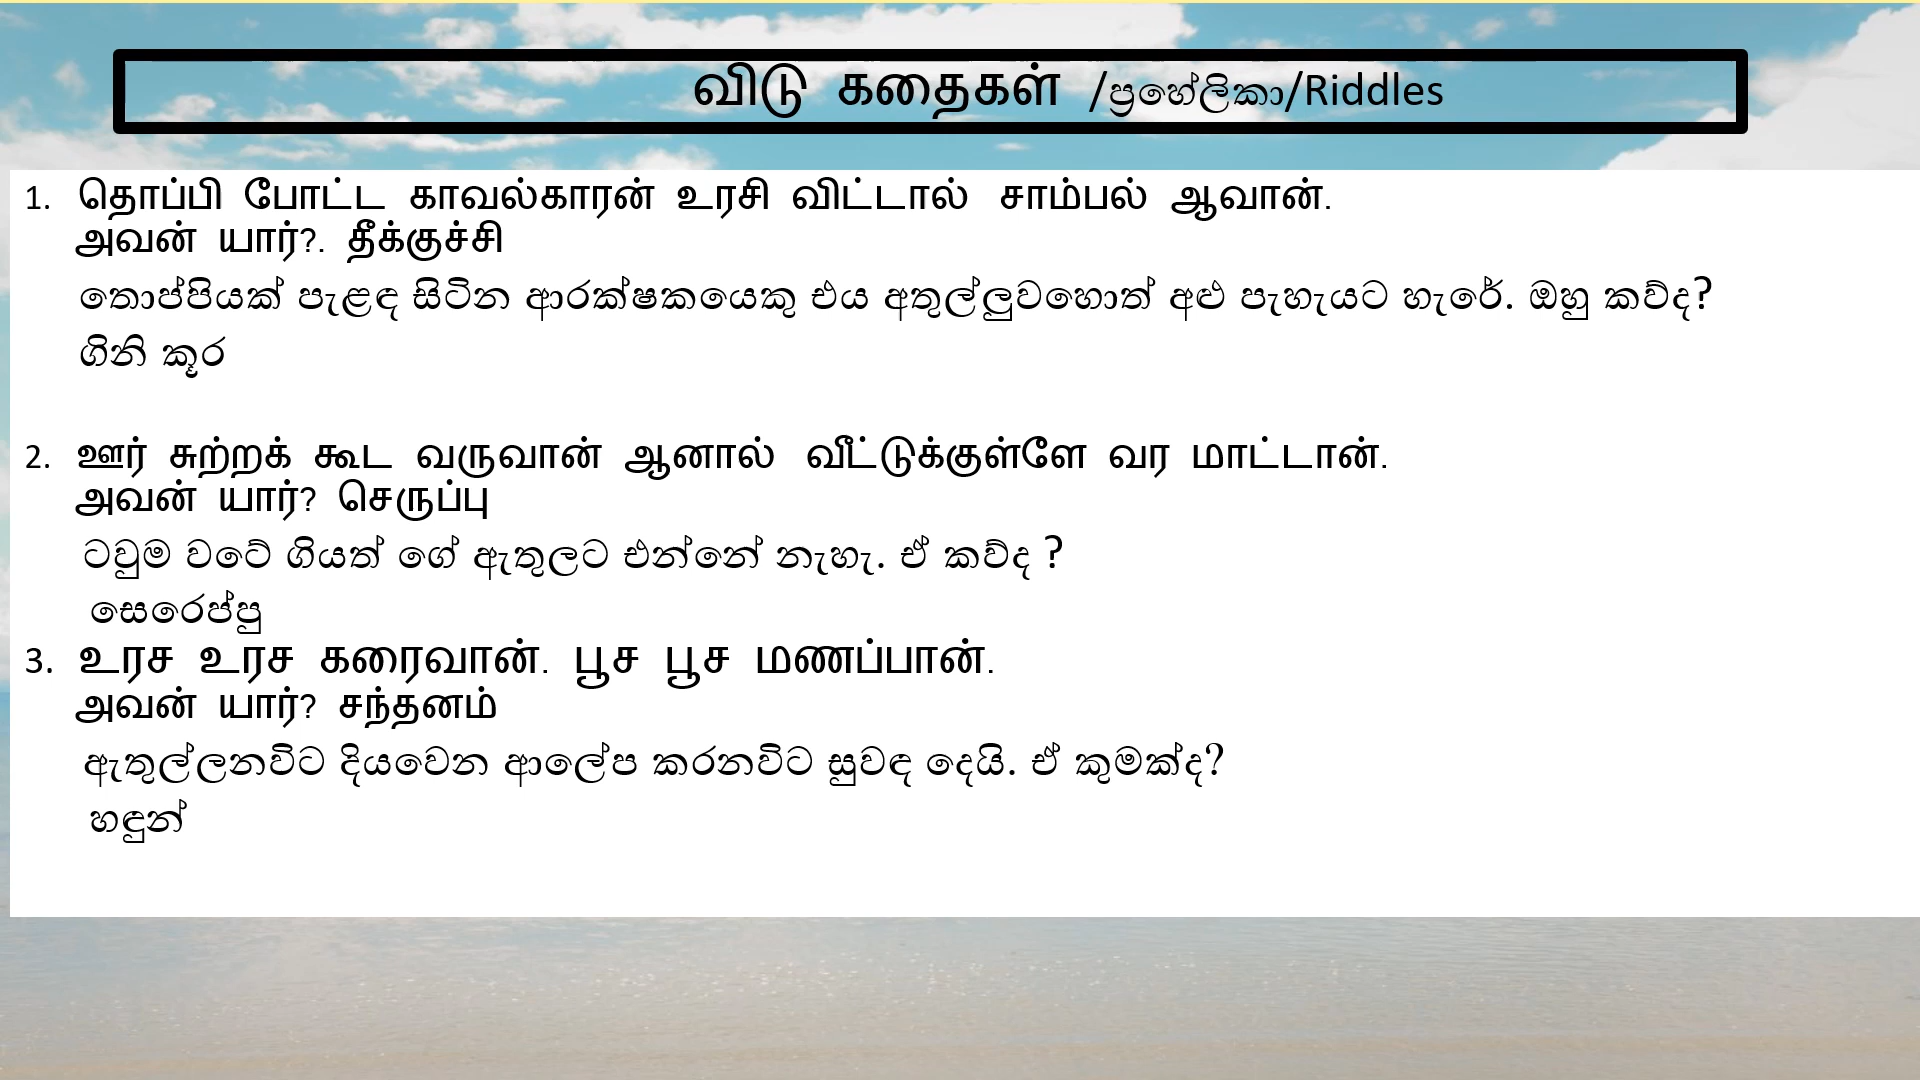 விடு கதைகள் /ප්‍රහේලිකා/Riddles
1. தொப்பி போட்ட காவல்காரன் உரசி விட்டால் சாம்பல் ஆவான்.
அவன் யார்?. தீக்குச்சி
තොප්පියක් පැළඳ සිටින ආරක්ෂකයෙකු එය අතුල්ලුවහොත් අළු පැහැයට හැරේ. ඔහු කව්ද?
ගිනි කූර
2. ஊர் சுற்றக் கூட வருவான் ஆனால் வீட்டுக்குள்ளே வர மாட்டான்.
அவன் யார்? செருப்பு
ටවුම වටේ ගියත් ගේ ඇතුලට එන්නේ නැහැ. ඒ කව්ද ?
සෙරෙප්පු
3. உரச உரச கரைவான். பூச பூச மணப்பான்.
அவன் யார்? சந்தனம்
ඇතුල්ලනවිට දියවෙන ආලේප කරනවිට සුවඳ දෙයි. ඒ කුමක්ද?
හඳුන්